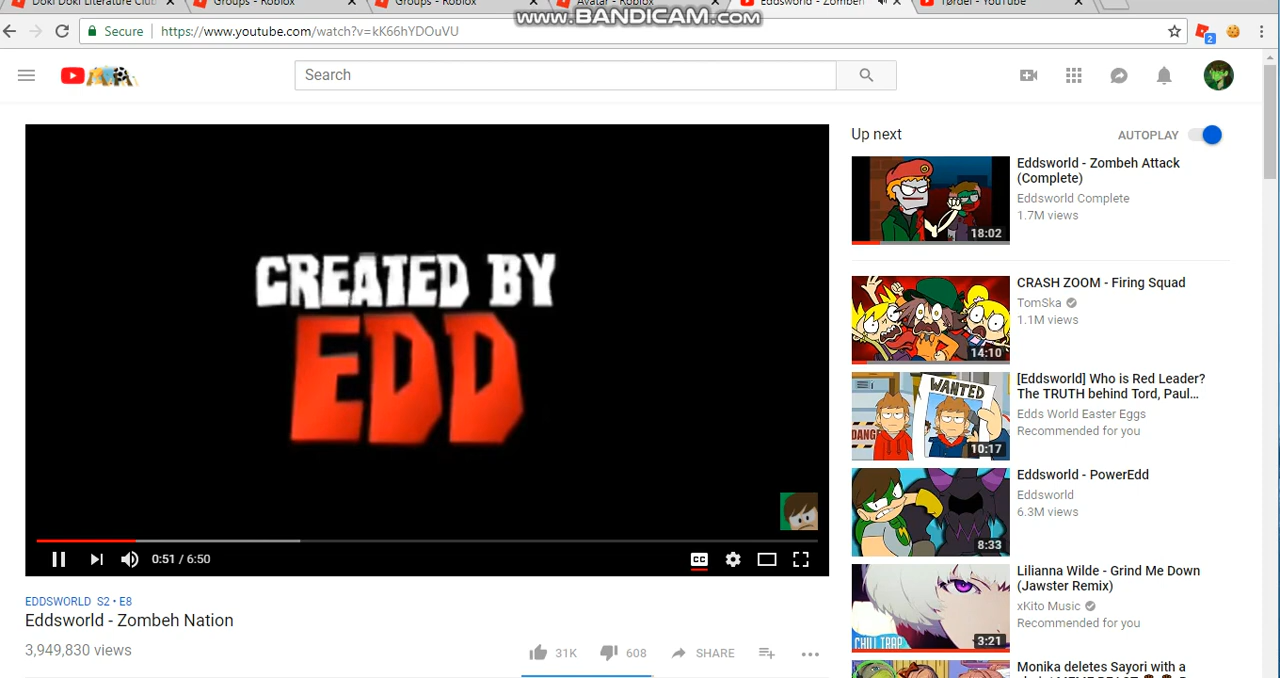 Doki Doki Literature Club
Groups - Roblox
Groups - Roblox
Avatar - Roblox
Eddsworld - Zombeh
Tørdel - YouTube
www.BANDICAM.com
Secure
https://www.youtube.com/watch?v=kK66hYDOuVU
2
Search
CREATED BY
EDD
0:51 / 6:50
CC
EDDSWORLD S2 • E8
Eddsworld - Zombeh Nation
3,949,830 views
31K
608
SHARE
Up next
AUTOPLAY
18:02
Eddsworld - Zombeh Attack
(Complete)
Eddsworld Complete
1.7M views
14:10
CRASH ZOOM - Firing Squad
TomSka
1.1M views
WANTED
DANG
10:17
[Eddsworld] Who is Red Leader?
The TRUTH behind Tord, Paul...
Edds World Easter Eggs
Recommended for you
8:33
Eddsworld - PowerEdd
Eddsworld
6.3M views
CHILL TRAP
3:21
Lilianna Wilde - Grind Me Down
(Jawster Remix)
xKito Music
Recommended for you
Monika deletes Sayori with a